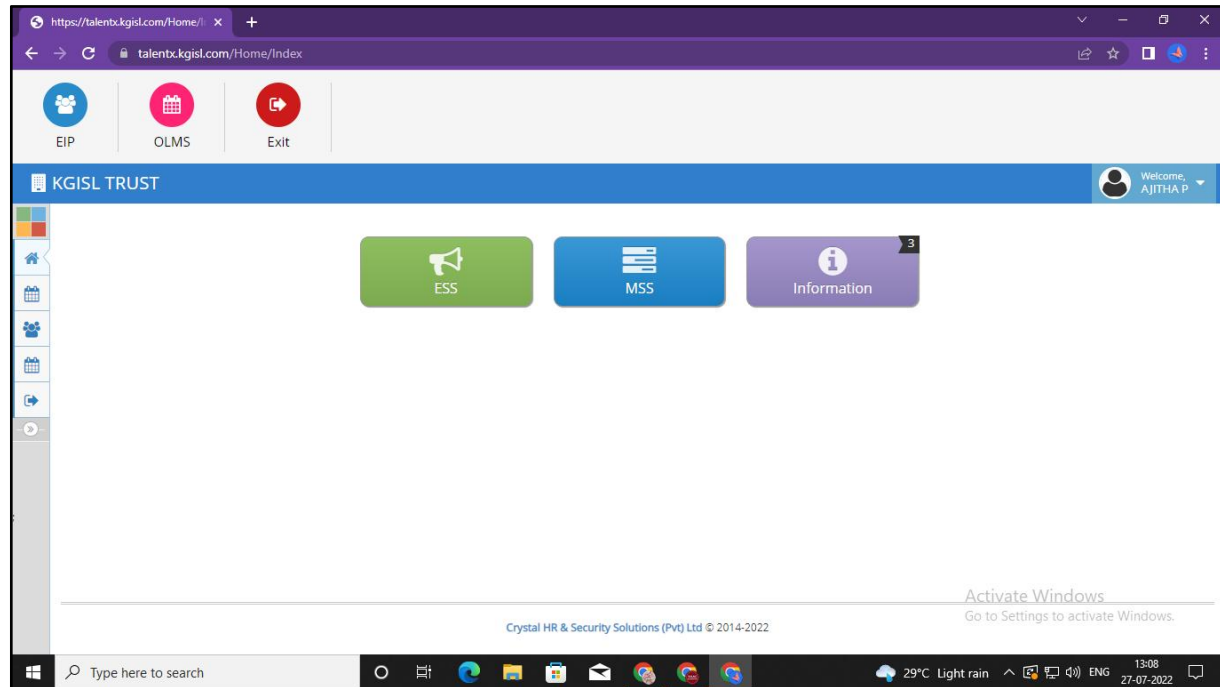 https://talentx.kgisl.com/Home/I
talentx.kgisl.com/Home/Index
EIP
OLMS
Exit
KGISL TRUST
Welcome,
AJITHA P
ESS
MSS
Information
3
Activate Windows
Go to Settings to activate Windows.
Crystal HR & Security Solutions (Pvt) Ltd © 2014-2022
Type here to search
29°C Light rain
ENG
13:08
27-07-2022